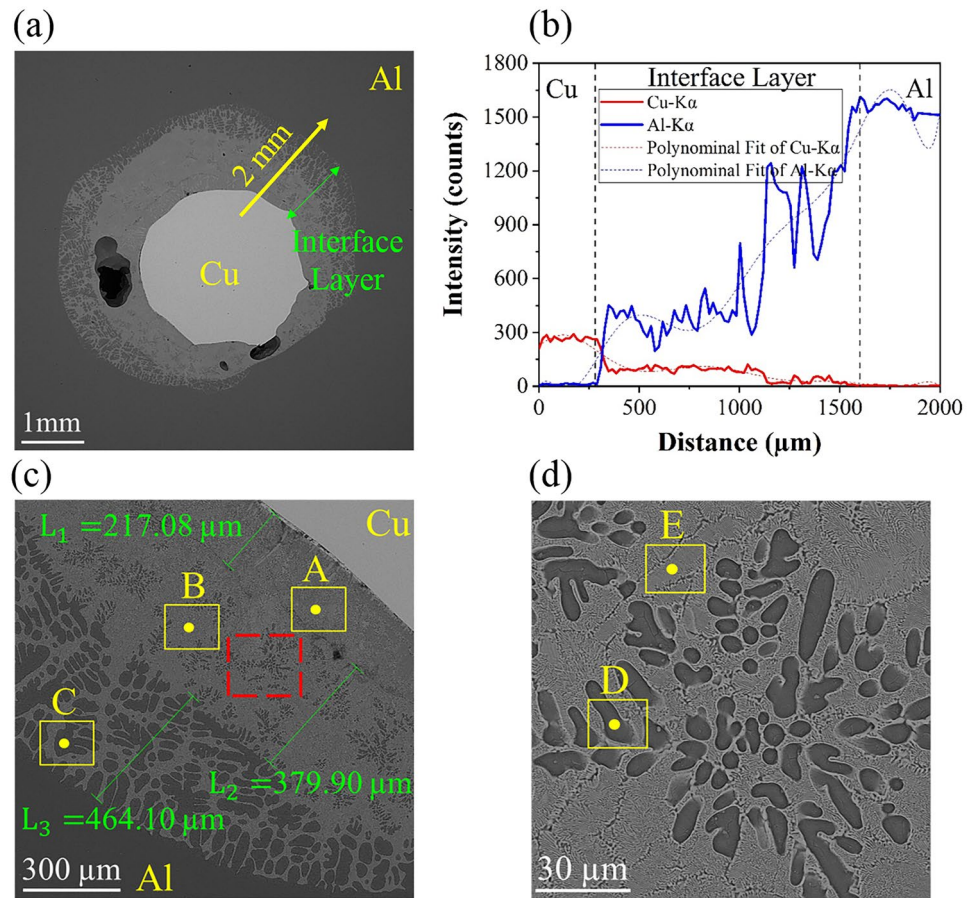 (a)
Al
2 mm
Interface
Layer
Cu
1mm
(b)
1800
1500
1200
900
600
300
0
Intensity (counts)
Cu
Interface Layer
Al
Cu-Kα
Al-Kα
Polynominal Fit of Cu-Kα
Polynominal Fit of Al-Kα
0
500
1000
1500
2000
Distance (µm)
(c)
L₁ =217.08 µm
Cu
A
B
C
L₂ =379.90 µm
L₃ =464.10 µm
300 µm
Al
(d)
E
D
30 µm